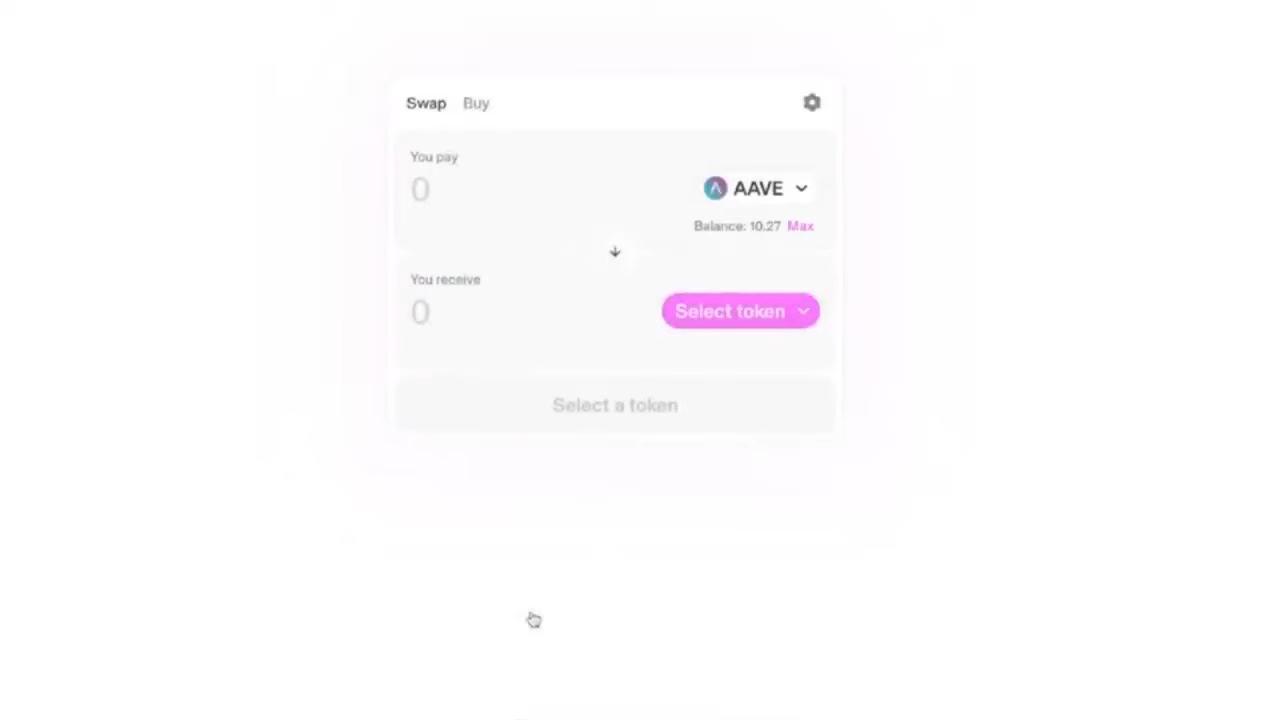 Swap Buy
You pay
0
AAVE
Balance: 10.27 Max
You receive
0
Select token
Select a token